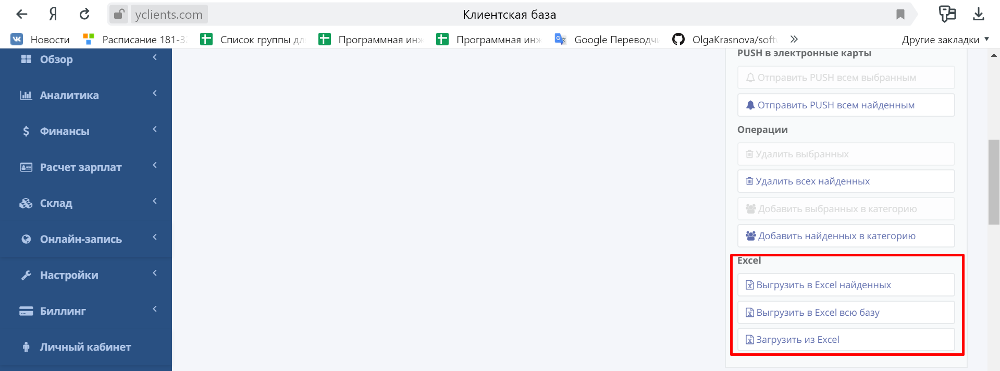 yclients.com
Клиентская база
Новости
Расписание 181-3
Список группы дл
Программная инж
Программная инж
Google Переводч
OlgaKrasnova/soft
Другие закладки
Обзор
Аналитика
Финансы
Расчет зарплат
Склад
Онлайн-запись
Настройки
Биллинг
Личный кабинет
PUSH в электронные карты
Отправить PUSH всем выбранным
Отправить PUSH всем найденным
Операции
Удалить выбранных
Удалить всех найденных
Добавить выбранных в категорию
Добавить найденных в категорию
Excel
Выгрузить в Excel найденных
Выгрузить в Excel всю базу
Загрузить из Excel